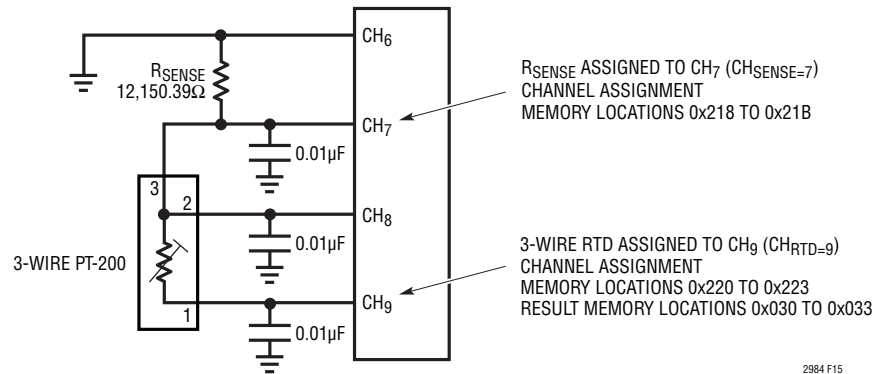 CH6
RSENSE
12,150.39Ω
CH7
0.01µF
3
2
CH8
0.01µF
3-WIRE PT-200
1
CH9
0.01µF
RSENSE ASSIGNED TO CH7 (CHSENSE=7)
CHANNEL ASSIGNMENT
MEMORY LOCATIONS 0x218 TO 0x21B
3-WIRE RTD ASSIGNED TO CH9 (CHRTD=9)
CHANNEL ASSIGNMENT
MEMORY LOCATIONS 0x220 TO 0x223
RESULT MEMORY LOCATIONS 0x030 TO 0x033
2984 F15